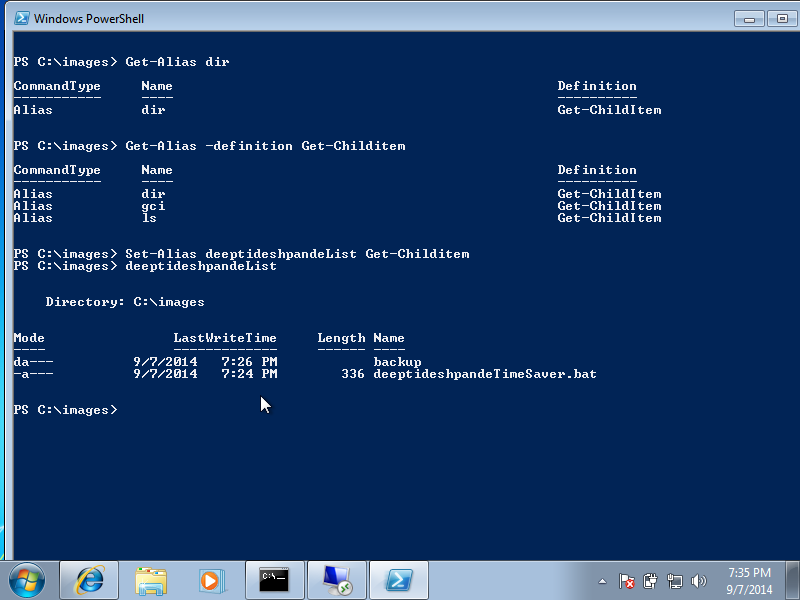 Windows PowerShell
PS C:\images> Get-Alias dir
CommandType     Name                                                Definition
-----------     ----                                                ----------
Alias           dir                                                 Get-ChildItem
PS C:\images> Get-Alias -definition Get-Childitem
CommandType     Name                                                Definition
-----------     ----                                                ----------
Alias           dir                                                 Get-ChildItem
Alias           gci                                                 Get-ChildItem
Alias           ls                                                  Get-ChildItem
PS C:\images> Set-Alias deeptideshpandeList Get-Childitem
PS C:\images> deeptideshpandeList
    Directory: C:\images
Mode                LastWriteTime     Length Name
----                -------------     ------ ----
da---          9/7/2014   7:26 PM            backup
-a---          9/7/2014   7:24 PM        336 deeptideshpandeTimeSaver.bat
PS C:\images>
C:\_
7:35 PM
9/7/2014